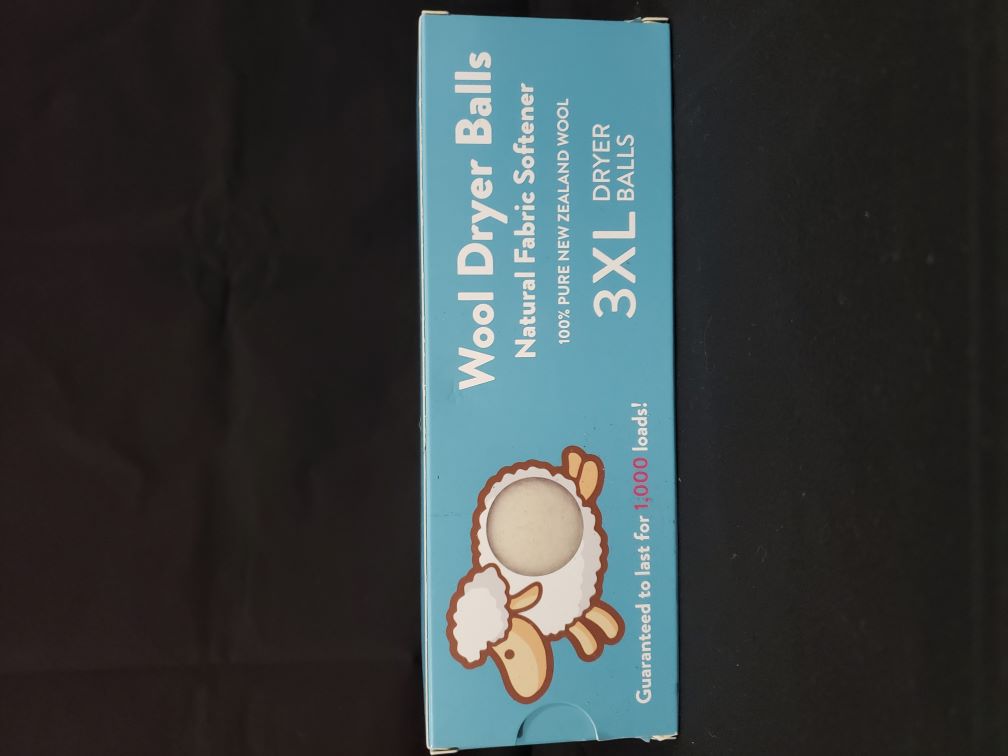 Wool Dryer Balls
Natural Fabric Softener
100% PURE NEW ZEALAND WOOL
3XL DRYER
BALLS
Guaranteed to last for 1,000 loads!